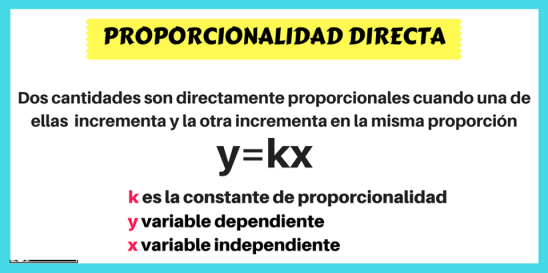 PROPORCIONALIDAD DIRECTA
Dos cantidades son directamente proporcionales cuando una de
ellas incrementa y la otra incrementa en la misma proporción
y=kx
k es la constante de proporcionalidad
y variable dependiente
x variable independiente